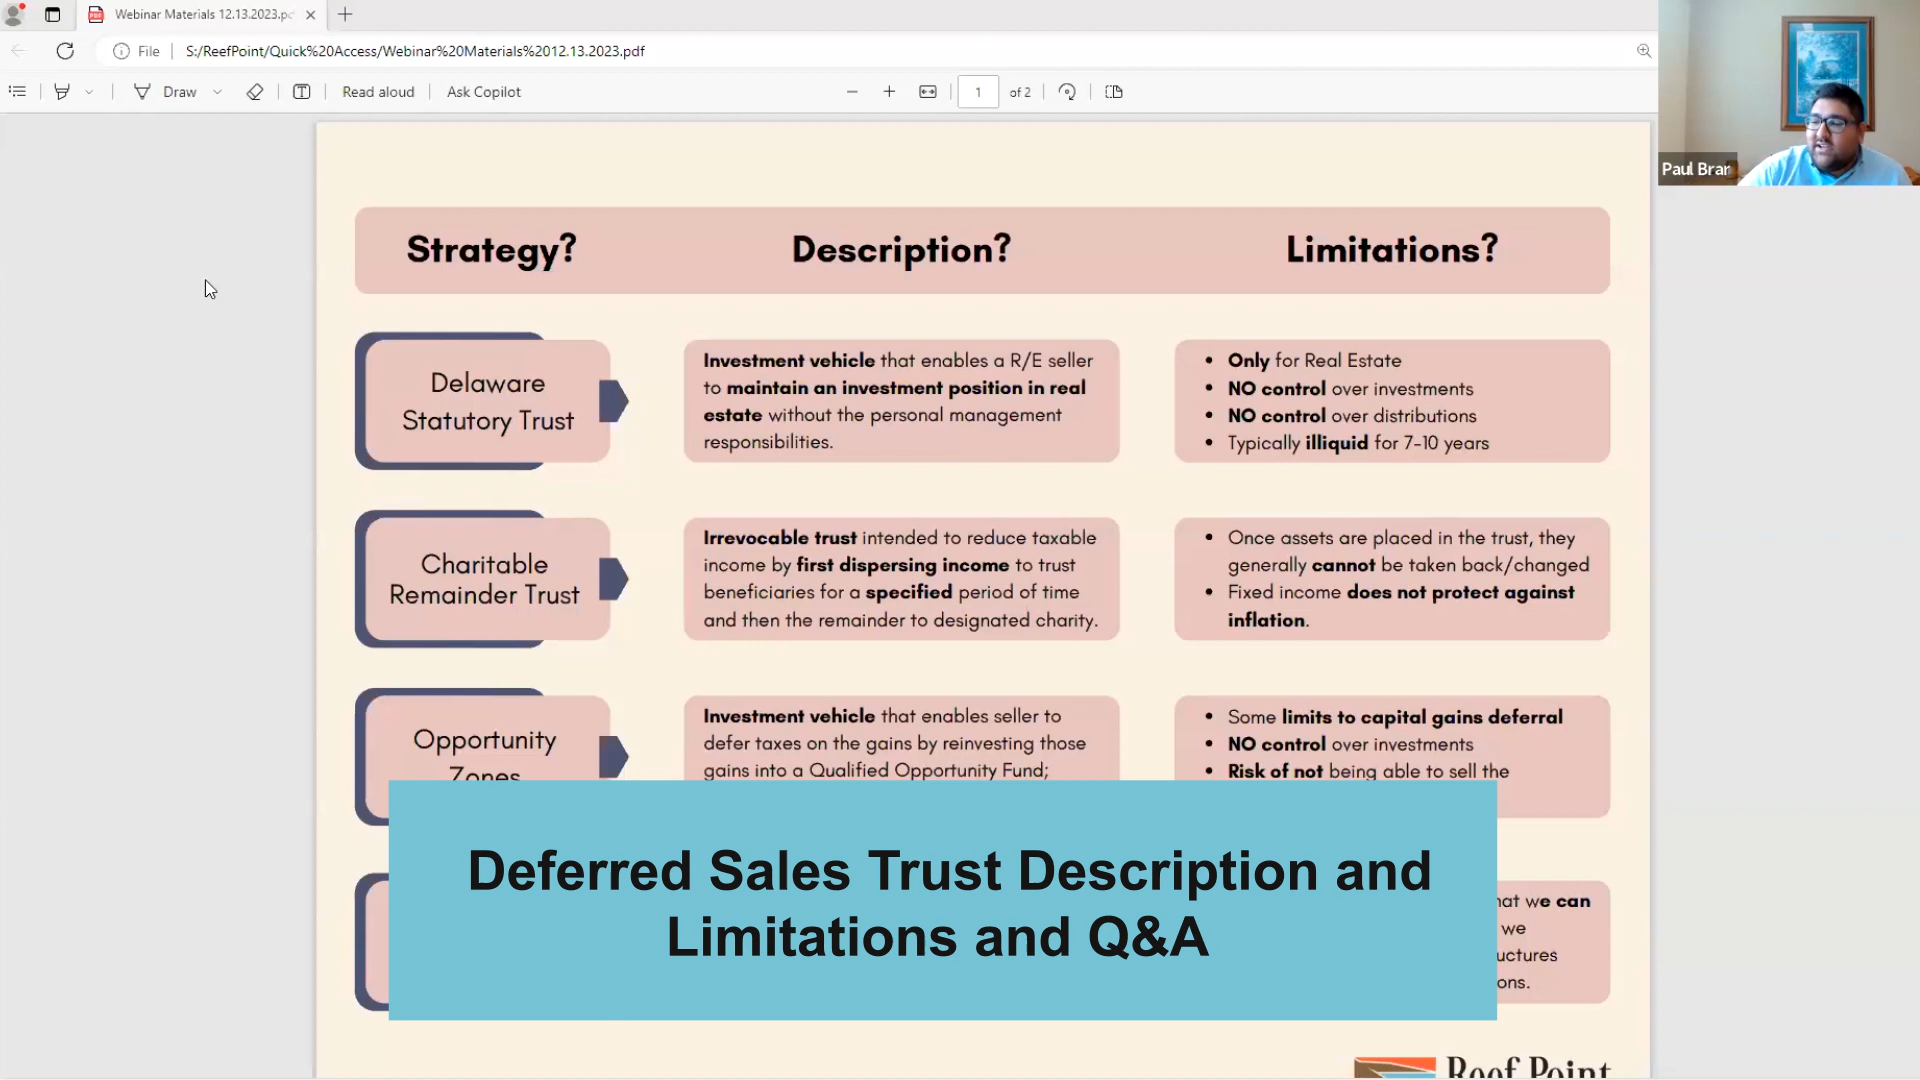 Webinar Materials 12.13.2023.pc
File
S:/ReefPoint/Quick%20Access/Webinar%20Materials%2012.13.2023.pdf
Draw
Read aloud
Ask Copilot
1
of 2
Paul Brar
Strategy?
Description?
Limitations?
Delaware
Statutory Trust
Investment vehicle that enables a R/E seller
to maintain an investment position in real
estate without the personal management
responsibilities.
• Only for Real Estate
• NO control over investments
• NO control over distributions
• Typically illiquid for 7-10 years
Charitable
Remainder Trust
Irrevocable trust intended to reduce taxable
income by first dispersing income to trust
beneficiaries for a specified period of time
and then the remainder to designated charity.
• Once assets are placed in the trust, they
generally cannot be taken back/changed
• Fixed income does not protect against
inflation.
Opportunity
Zones
Investment vehicle that enables seller to
defer taxes on the gains by reinvesting those
gains into a Qualified Opportunity Fund;
• Some limits to capital gains deferral
• NO control over investments
• Risk of not being able to sell the
Deferred Sales Trust Description and
Limitations and Q&A
hat we can
we
uctures
ons.
Reef Point